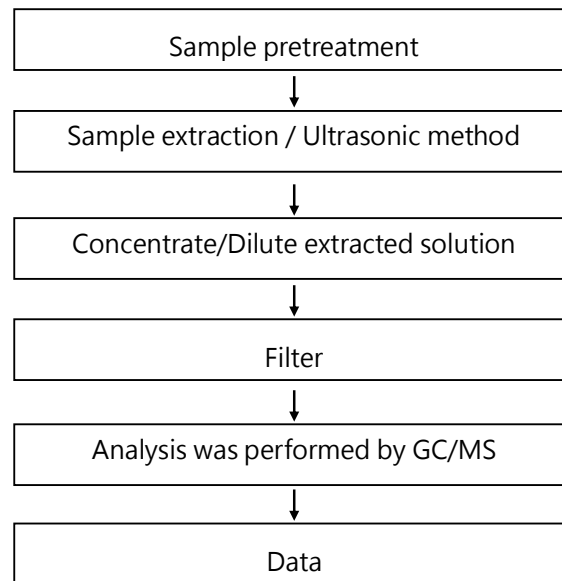 Sample pretreatment
Sample extraction / Ultrasonic method
Concentrate/Dilute extracted solution
Filter
Analysis was performed by GC/MS
Data